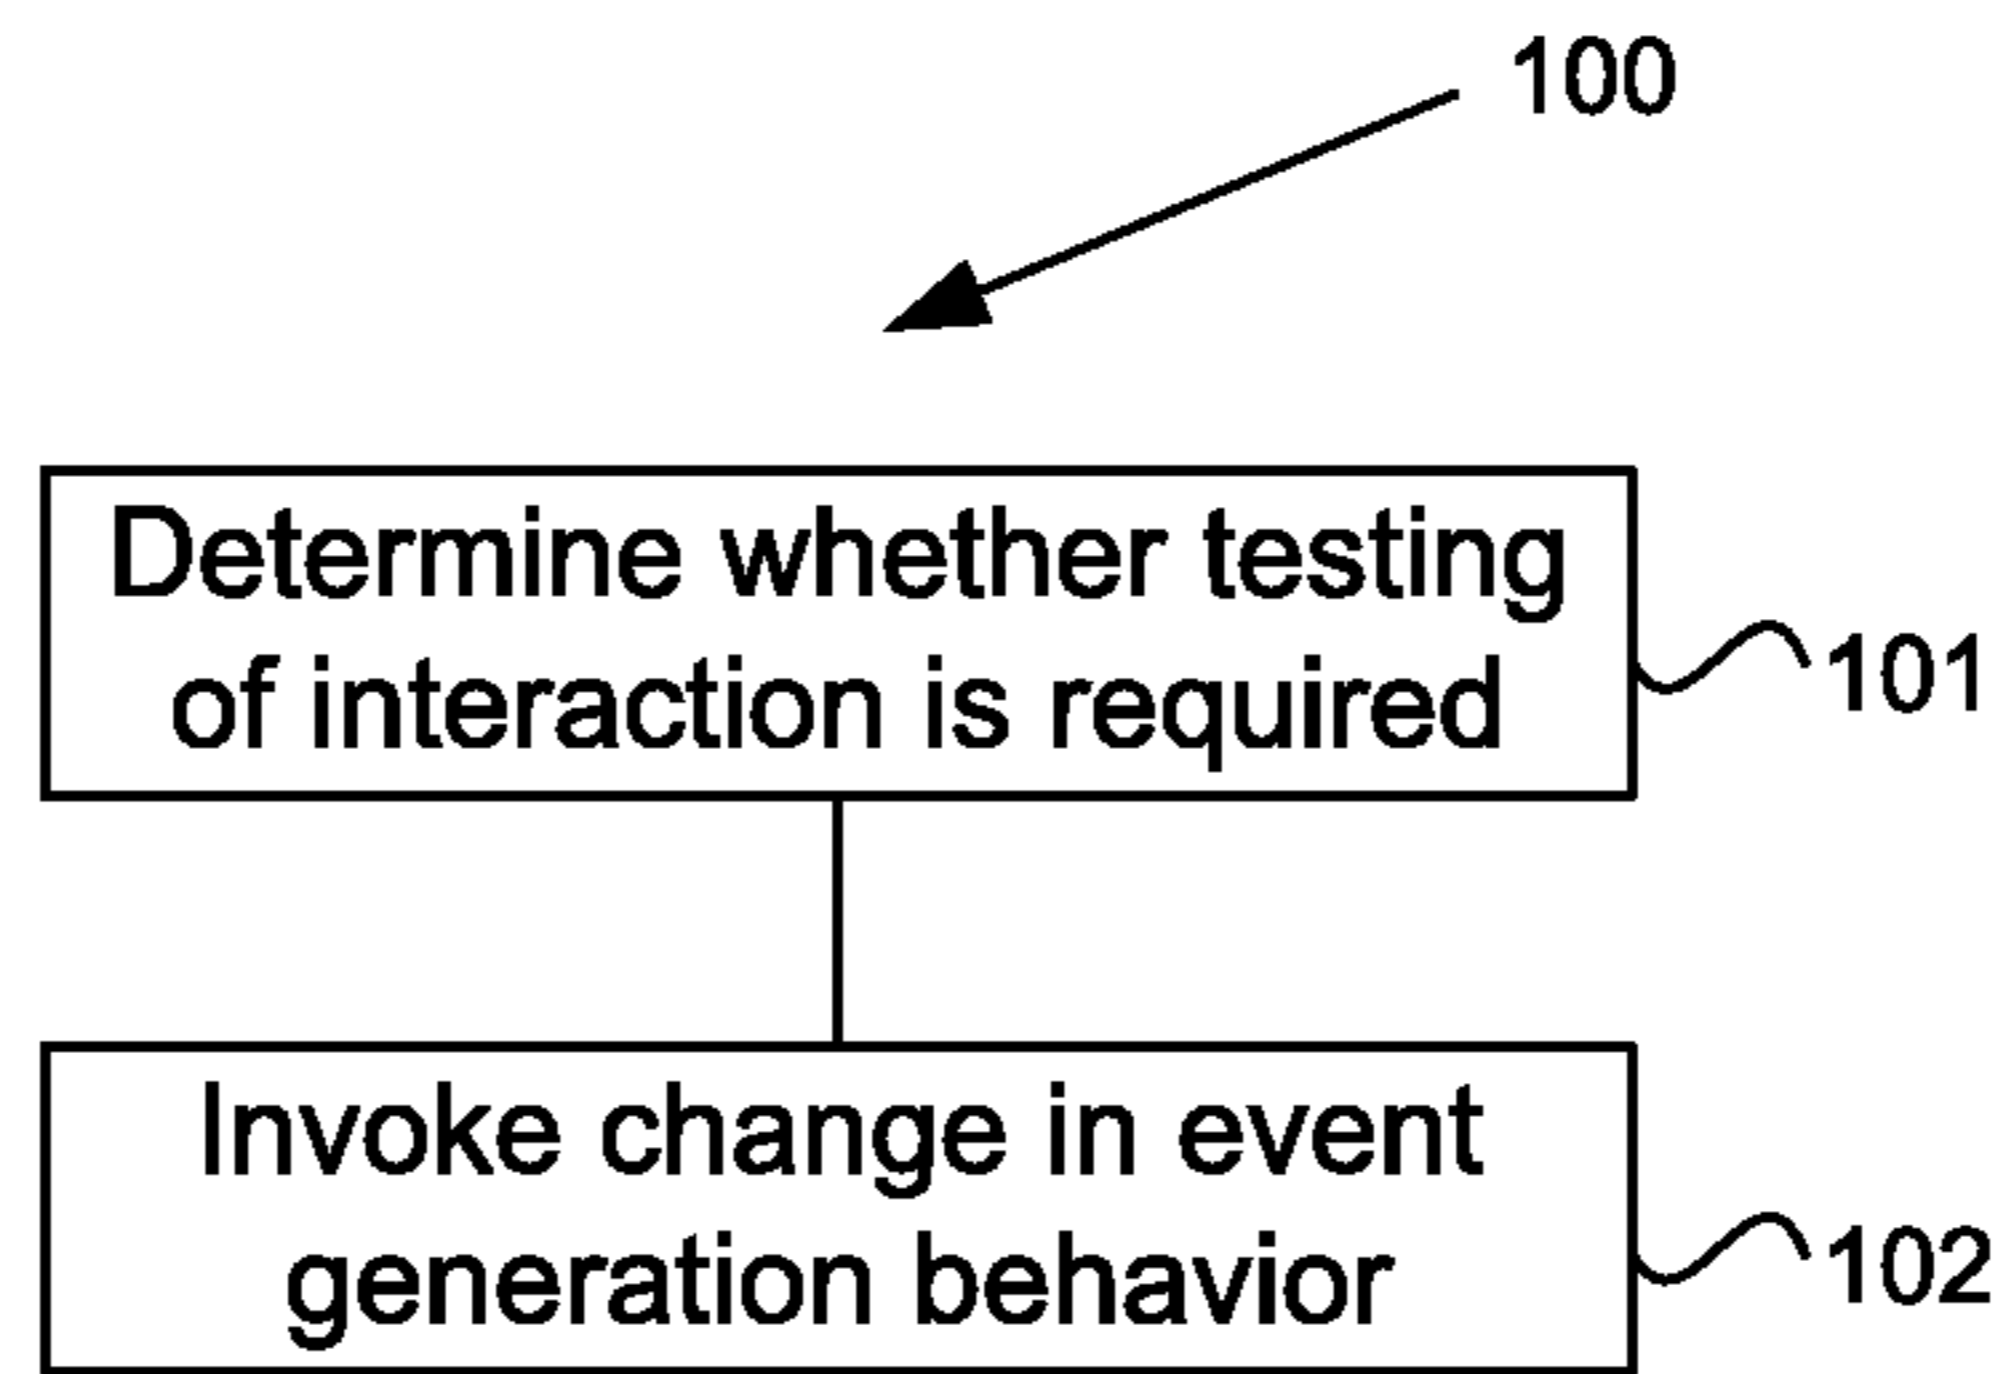 100
Determine whether testing
of interaction is required
101
Invoke change in event
generation behavior
102